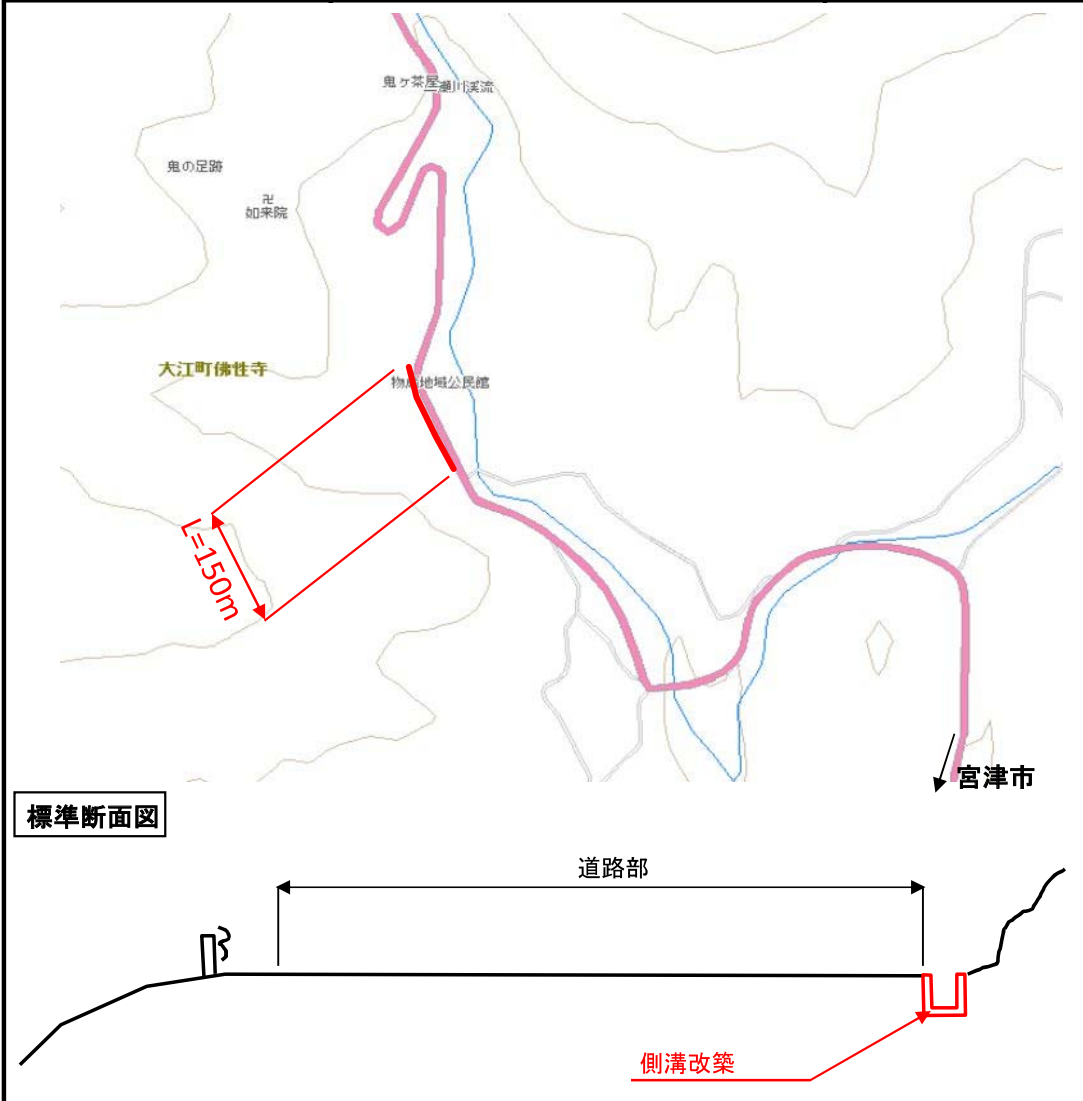 鬼ヶ茶屋
二瀬川渓流
鬼の足跡
卍
如来院
大江町佛性寺
地域公民館
L=150m
宮津市
標準断面図
道路部
側溝改築